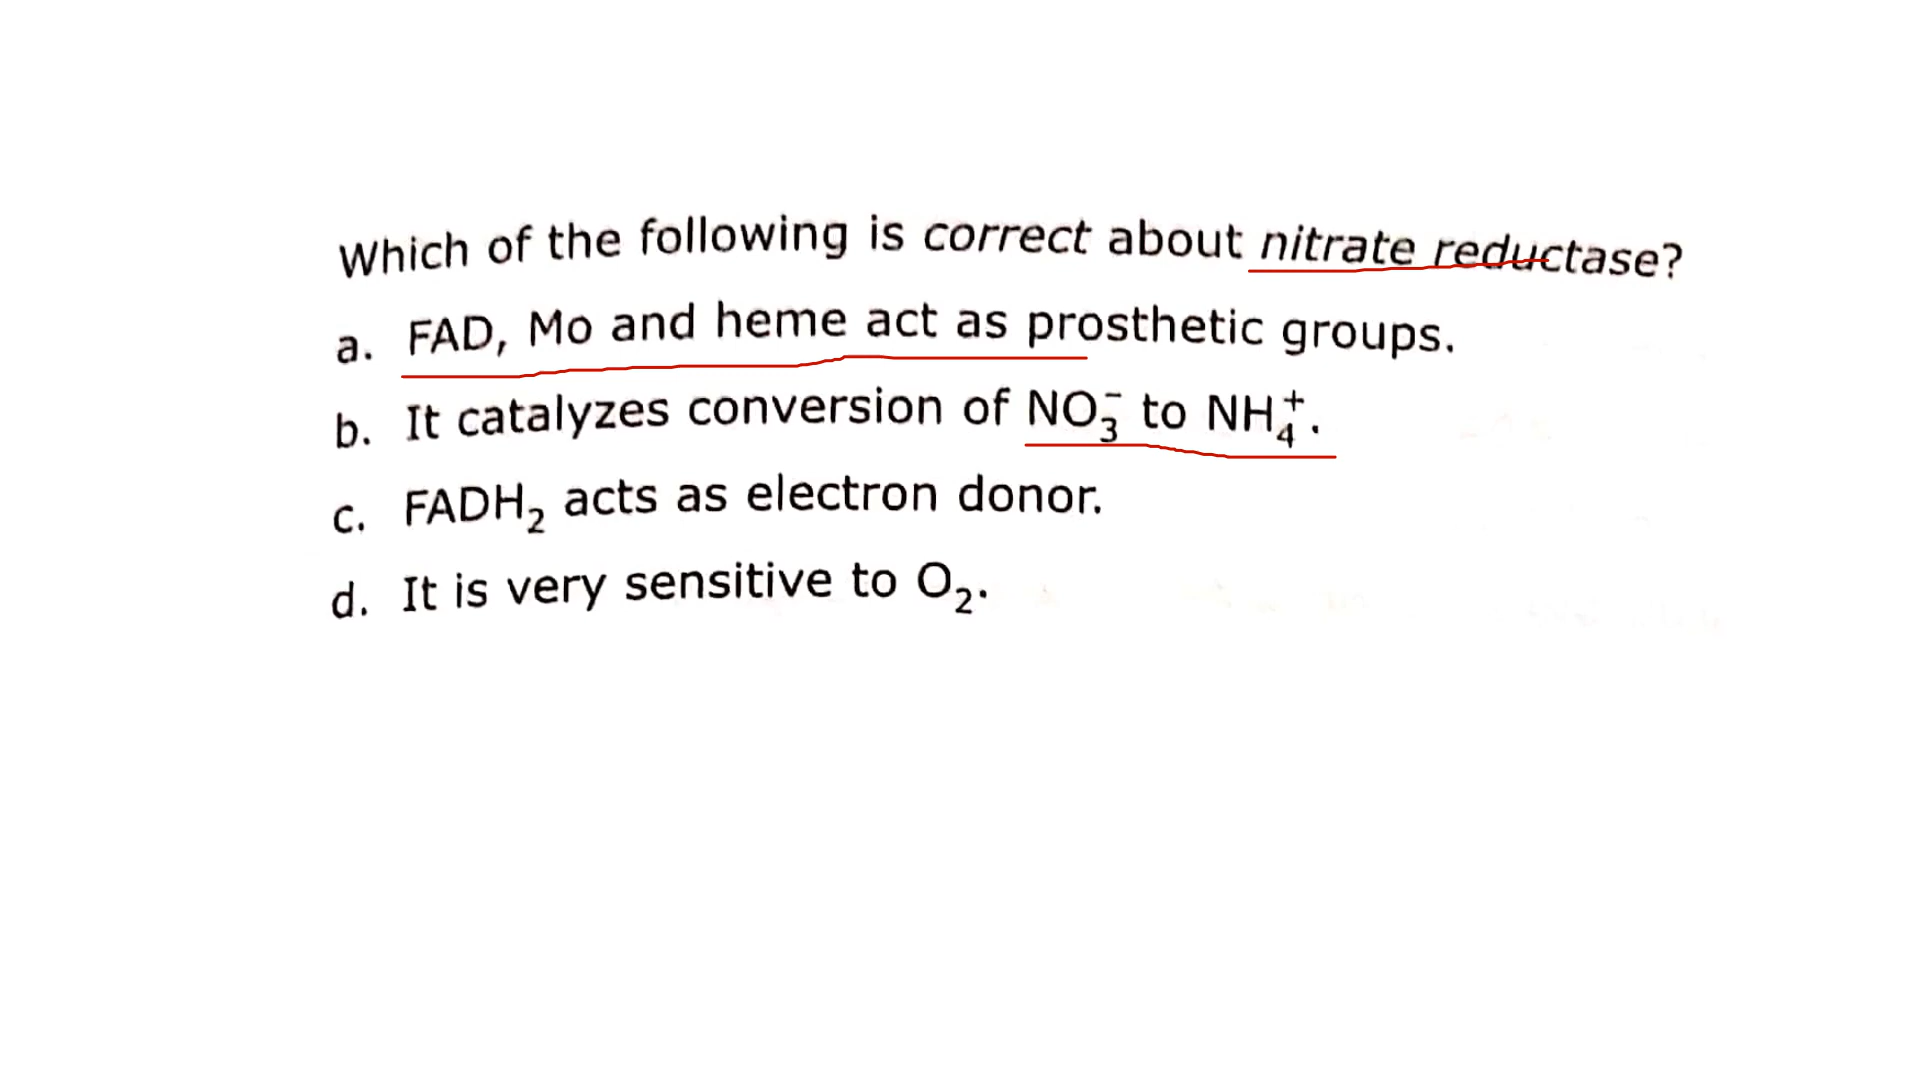 Which of the following is correct about nitrate reductase?
a. FAD, Mo and heme act as prosthetic groups.
b. It catalyzes conversion of NO₃⁻ to NH₄⁺.
c. FADH₂ acts as electron donor.
d. It is very sensitive to O₂.